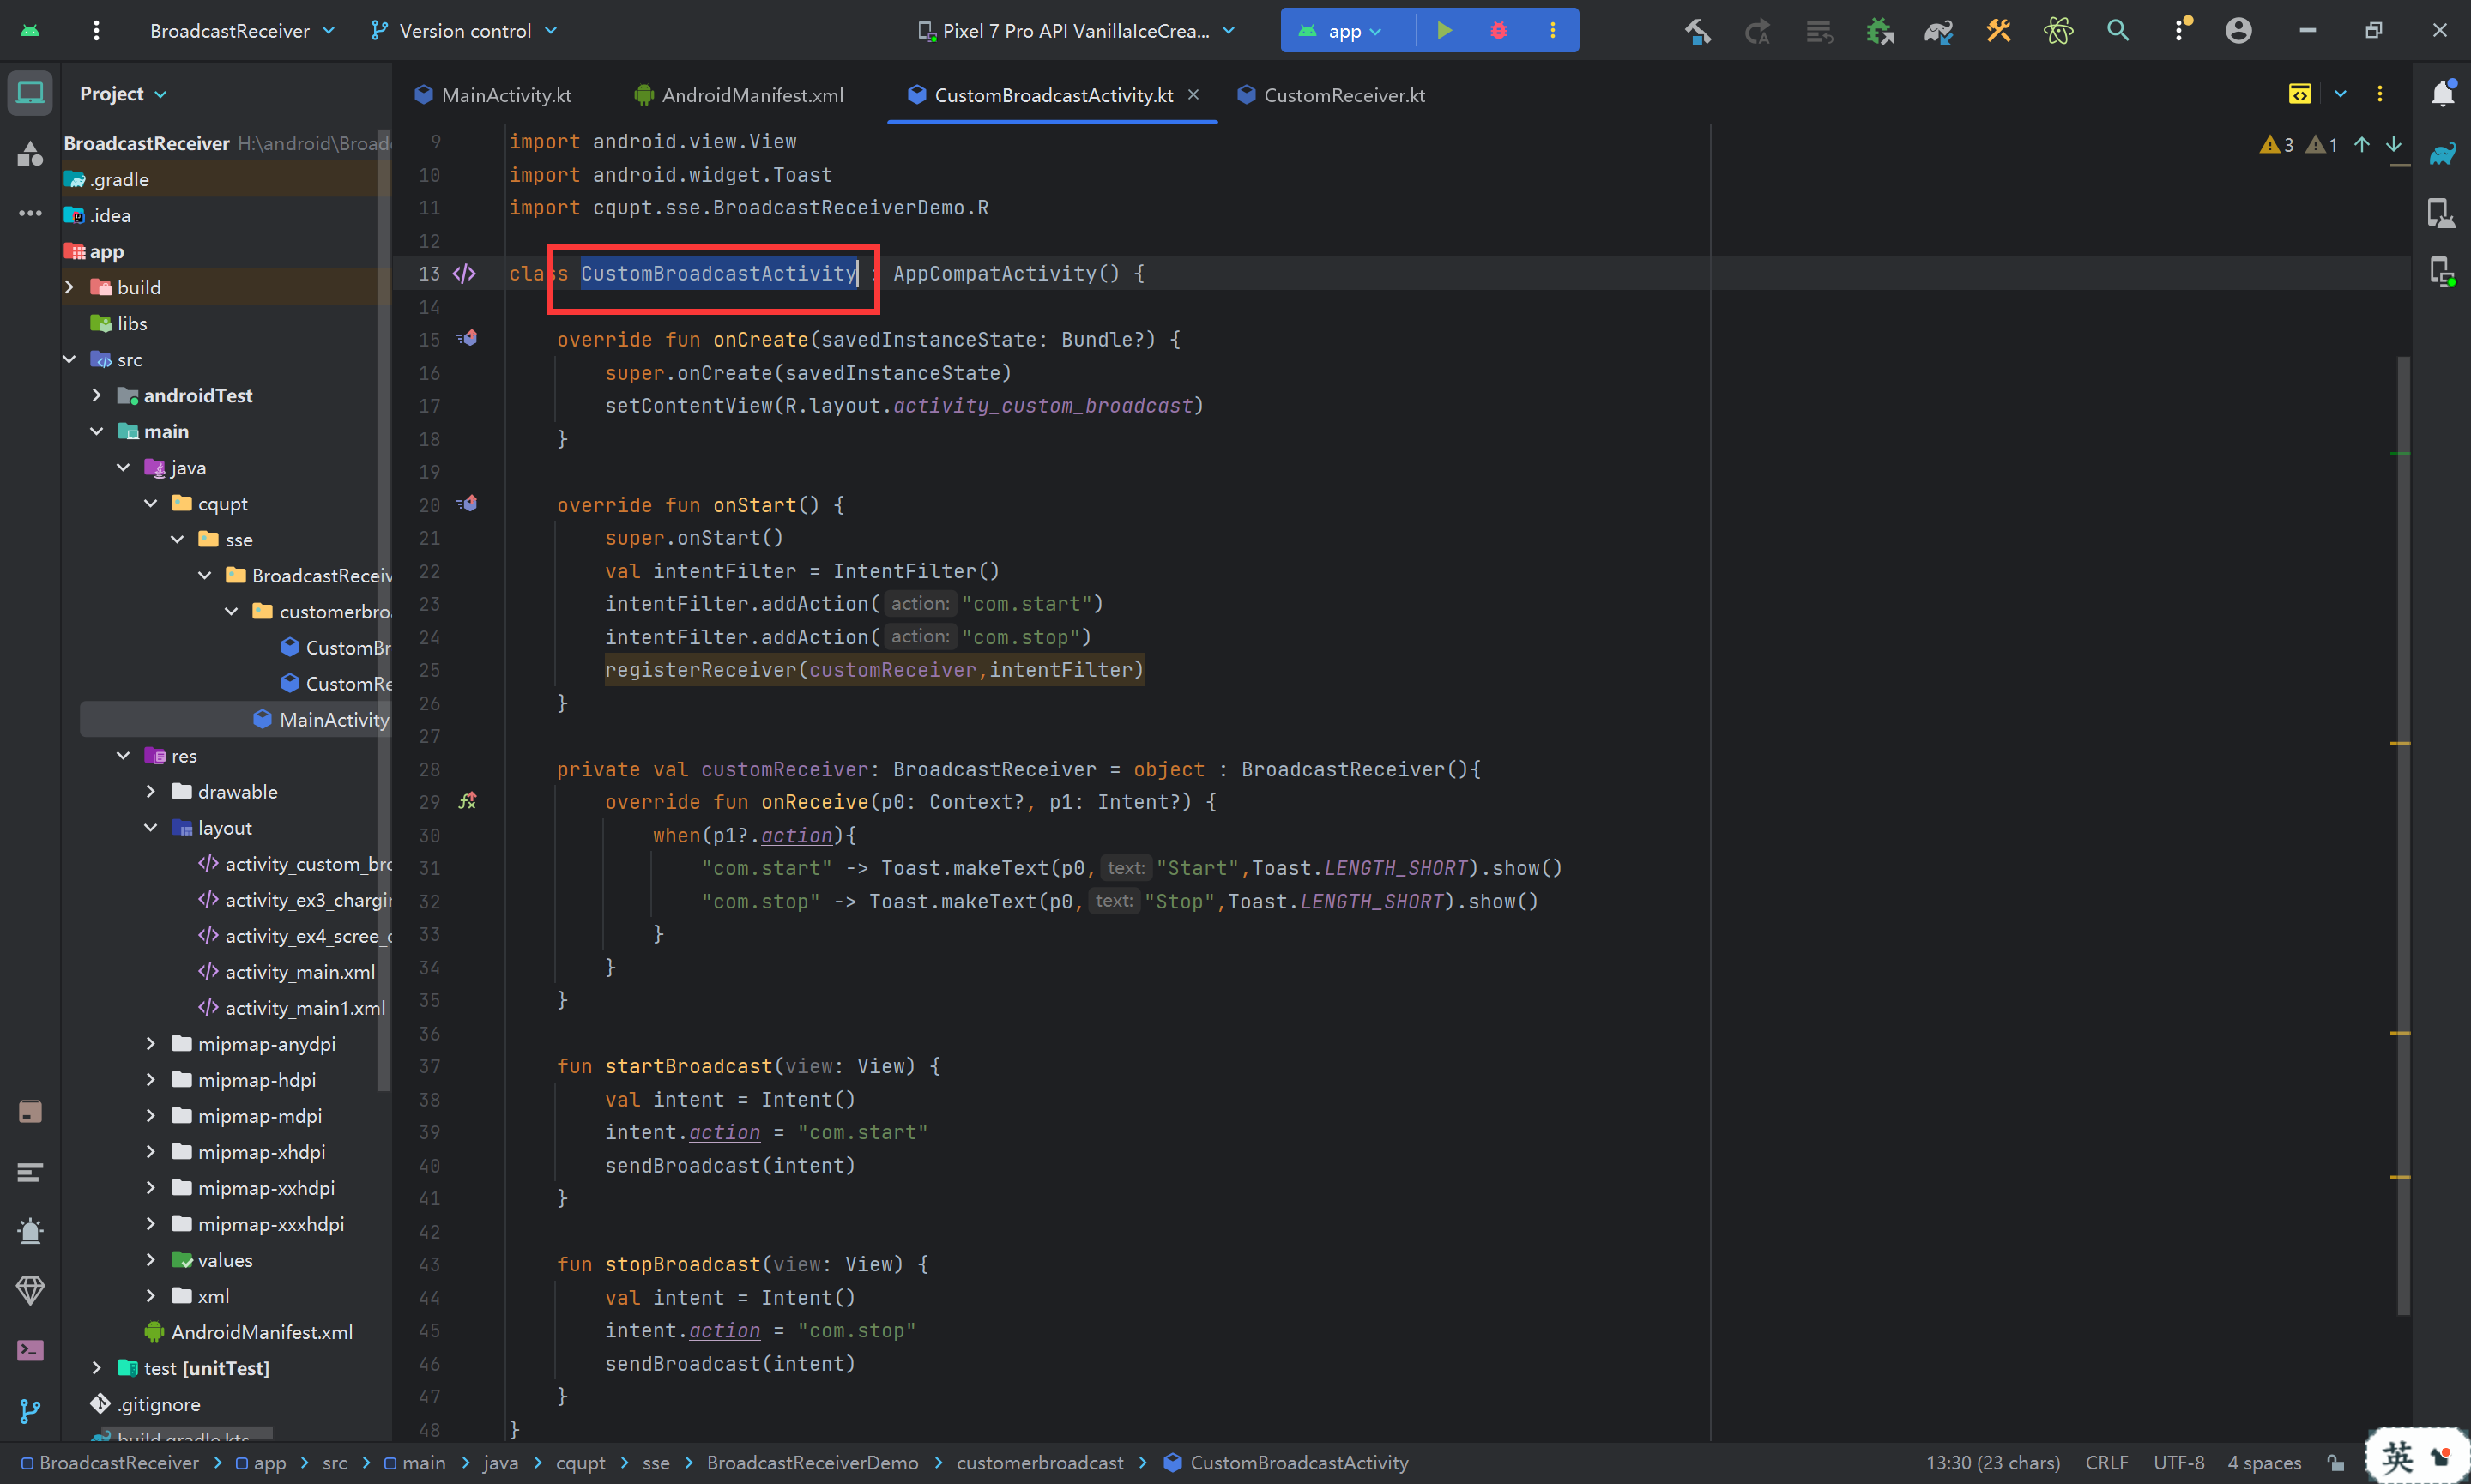 BroadcastReceiver
Version control
Pixel 7 Pro API VanillaIceCrea...
app
Project
MainActivity.kt
AndroidManifest.xml
CustomBroadcastActivity.kt
CustomReceiver.kt
BroadcastReceiver H:\android\Broad
.gradle
.idea
app
build
libs
src
androidTest
main
java
cqupt
sse
BroadcastReceiv
customerbro
CustomBr
CustomRe
MainActivity
res
drawable
layout
activity_custom_bro
activity_ex3_chargin
activity_ex4_scree_c
activity_main.xml
activity_main1.xml
mipmap-anydpi
mipmap-hdpi
mipmap-mdpi
mipmap-xhdpi
mipmap-xxhdpi
mipmap-xxxhdpi
values
xml
AndroidManifest.xml
test [unitTest]
.gitignore
build.gradle.kts
3 1
9 import android.view.View
10 import android.widget.Toast
11 import cqupt.sse.BroadcastReceiverDemo.R
12
13 class CustomBroadcastActivity : AppCompatActivity() {
14
15 override fun onCreate(savedInstanceState: Bundle?) {
16 super.onCreate(savedInstanceState)
17 setContentView(R.layout.activity_custom_broadcast)
18 }
19
20 override fun onStart() {
21 super.onStart()
22 val intentFilter = IntentFilter()
23 intentFilter.addAction( action: "com.start")
24 intentFilter.addAction( action: "com.stop")
25 registerReceiver(customReceiver,intentFilter)
26 }
27
28 private val customReceiver: BroadcastReceiver = object : BroadcastReceiver(){
29 override fun onReceive(p0: Context?, p1: Intent?) {
30 when(p1?.action){
31 "com.start" -> Toast.makeText(p0, text: "Start",Toast.LENGTH_SHORT).show()
32 "com.stop" -> Toast.makeText(p0, text: "Stop",Toast.LENGTH_SHORT).show()
33 }
34 }
35 }
36
37 fun startBroadcast(view: View) {
38 val intent = Intent()
39 intent.action = "com.start"
40 sendBroadcast(intent)
41 }
42
43 fun stopBroadcast(view: View) {
44 val intent = Intent()
45 intent.action = "com.stop"
46 sendBroadcast(intent)
47 }
48 }
BroadcastReceiver > app > src > main > java > cqupt > sse > BroadcastReceiverDemo > customerbroadcast > CustomBroadcastActivity
13:30 (23 chars) CRLF UTF-8 4 spaces
英